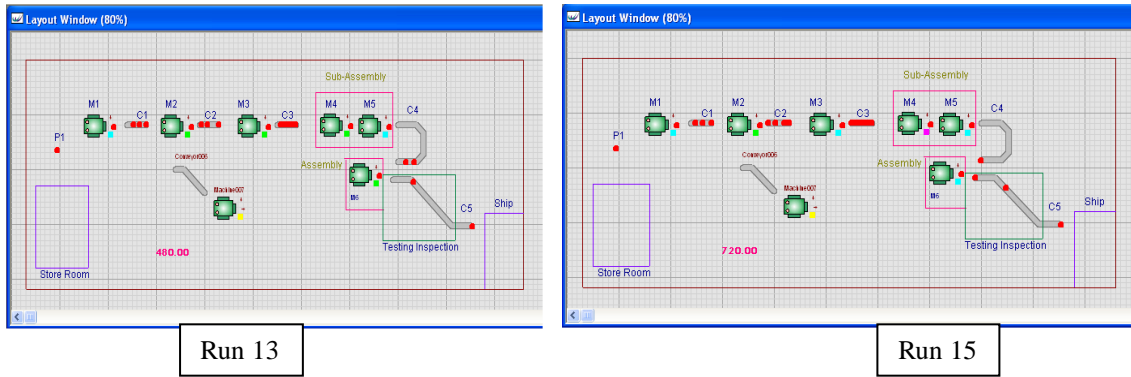 Layout Window (80%)
Sub-Assembly
M1 C1 M2 C2 M3 C3 M4 M5 C4
P1
Conveyor006
Assembly
Machine007
M6
C5
Ship
480.00
Testing Inspection
Store Room
Run 13
Layout Window (80%)
Sub-Assembly
M1 C1 M2 C2 M3 C3 M4 M5 C4
P1
Conveyor006
Assembly
Machine007
M6
C5
Ship
720.00
Testing Inspection
Store Room
Run 15